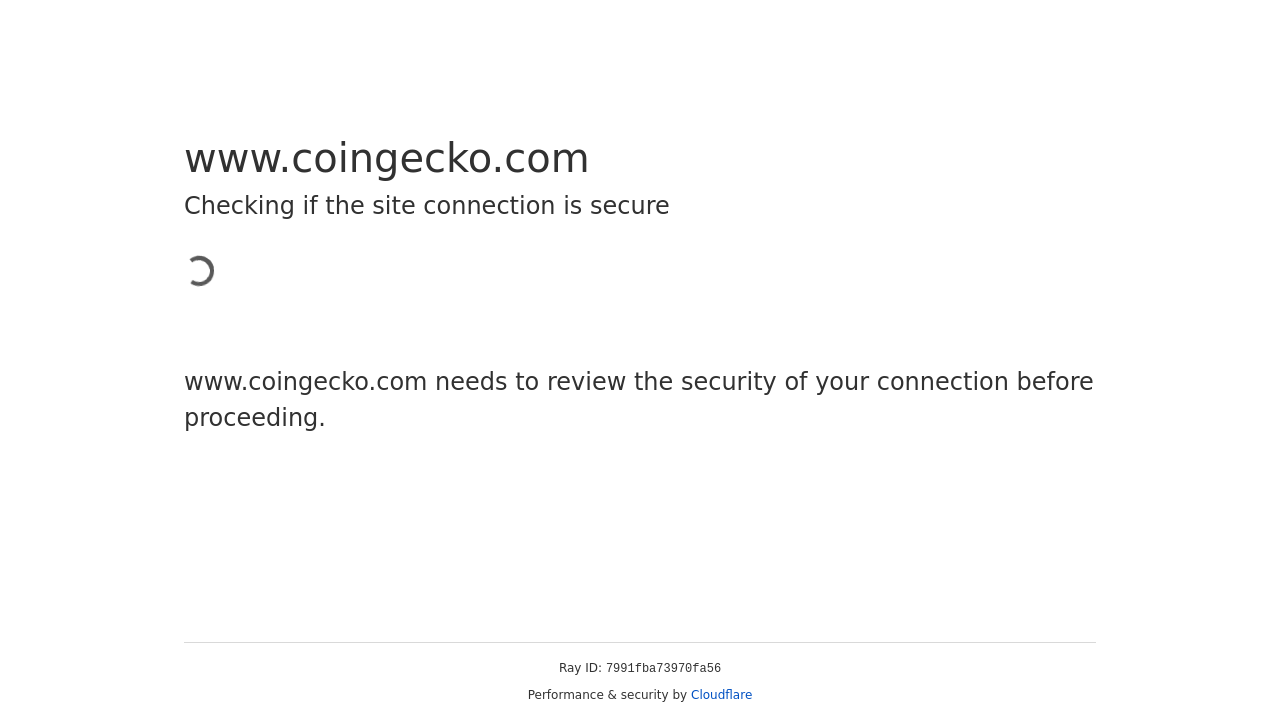 www.coingecko.com
Checking if the site connection is secure
www.coingecko.com needs to review the security of your connection before
proceeding.
Ray ID: 7991fba73970fa56
Performance & security by Cloudflare